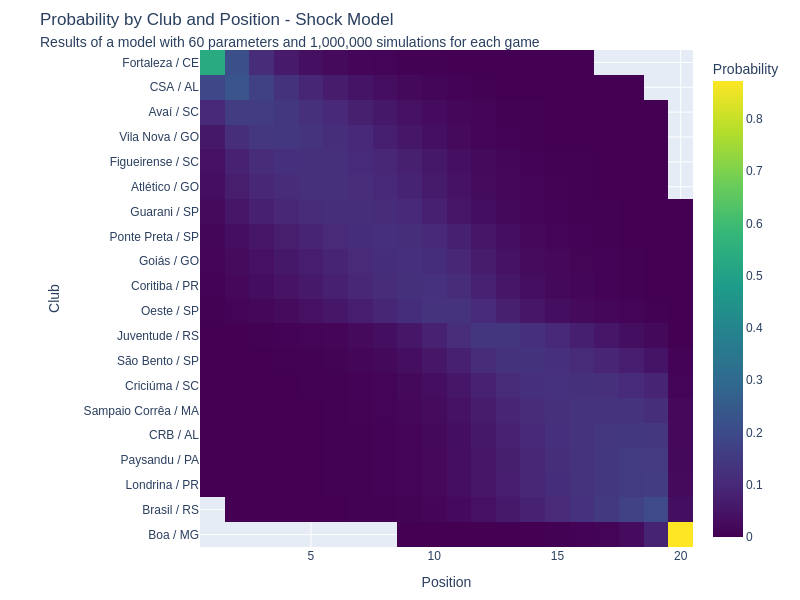 Probability by Club and Position - Shock Model
Results of a model with 60 parameters and 1,000,000 simulations for each game
Probability
Fortaleza / CE
CSA / AL
Avaí / SC
Vila Nova / GO
Figueirense / SC
Atlético / GO
Guarani / SP
Ponte Preta / SP
Goiás / GO
Coritiba / PR
Oeste / SP
Juventude / RS
São Bento / SP
Criciúma / SC
Sampaio Corrêa / MA
CRB / AL
Paysandu / PA
Londrina / PR
Brasil / RS
Boa / MG
Club
5
10
15
20
Position
0.8
0.7
0.6
0.5
0.4
0.3
0.2
0.1
0